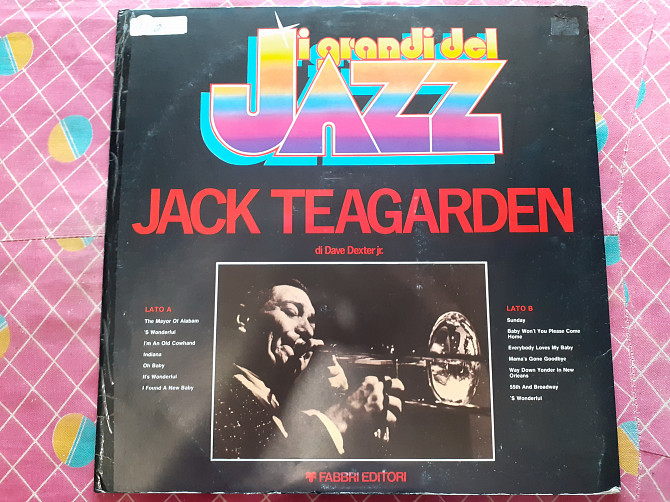 i grandi del
JAZZ
JACK TEAGARDEN
di Dave Dexter jr.
LATO A
The Mayor Of Alabam
'S Wonderful
I'm An Old Cowhand
Indiana
Oh Baby
It's Wonderful
I Found A New Baby
LATO B
Sunday
Baby Won't You Please Come
Home
Everybody Loves My Baby
Mama's Gone Goodbye
Way Down Yonder In New
Orleans
55th And Broadway
'S Wonderful
FABBRI EDITORI